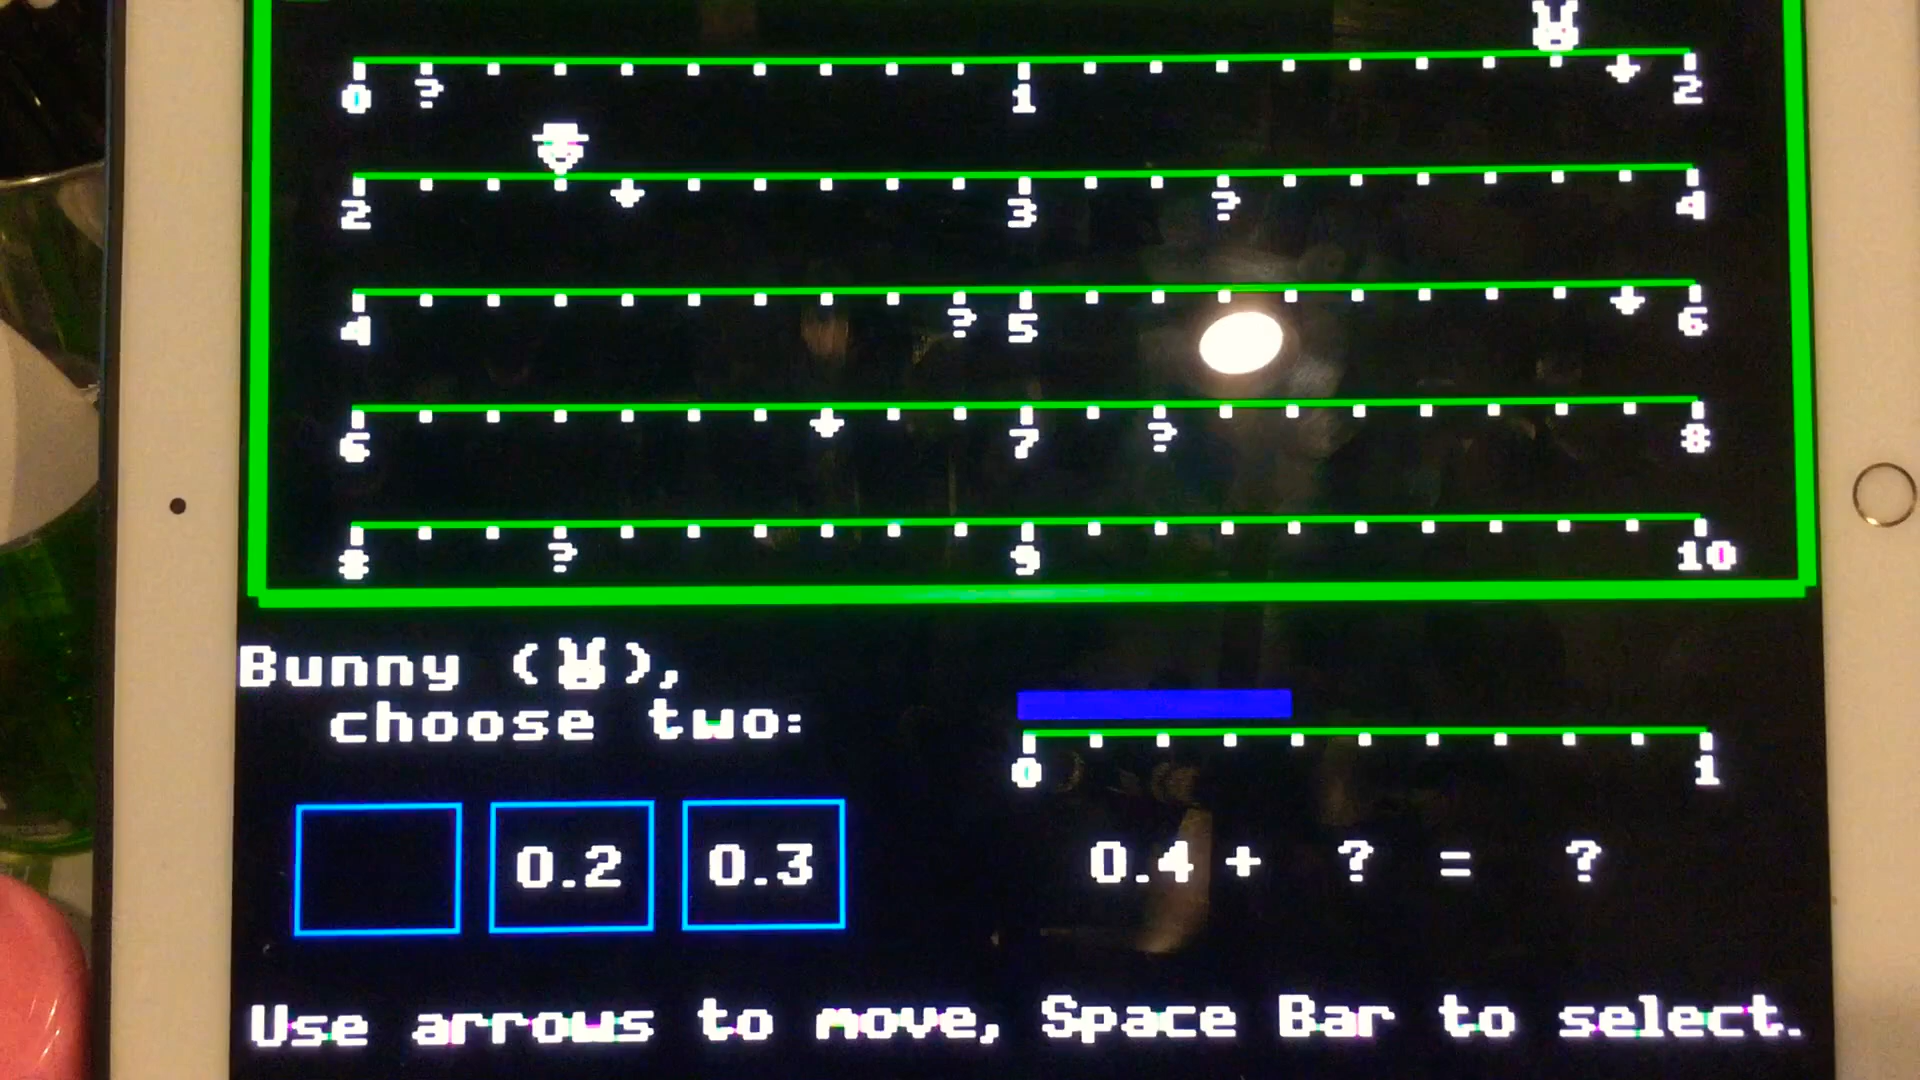 0 ? 1 2
2 3 ? 4
4 ? 5 6
6 7 ? 8
8 ? 9 10
Bunny ( ),
choose two:
0 1
0.2 0.3
0.4 + ? = ?
Use arrows to move, Space Bar to select.